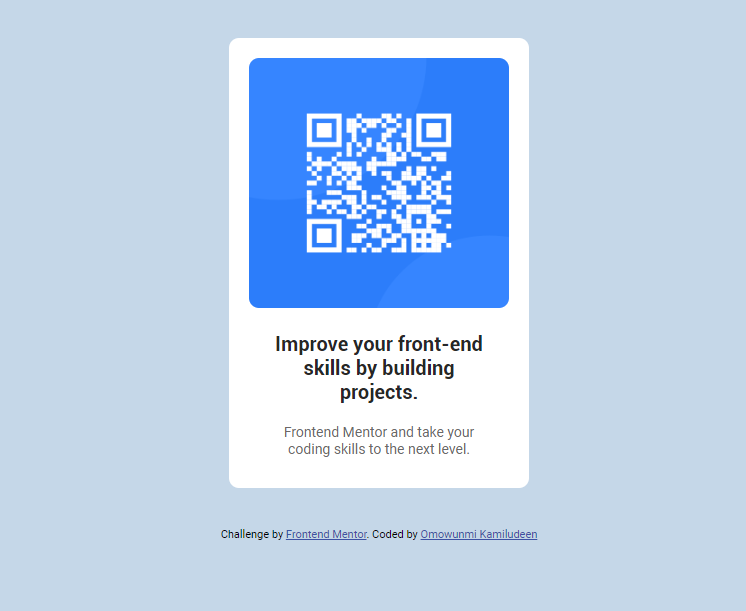 Improve your front-end
skills by building
projects.
Frontend Mentor and take your
coding skills to the next level.
Challenge by Frontend Mentor. Coded by Omowunmi Kamiludeen